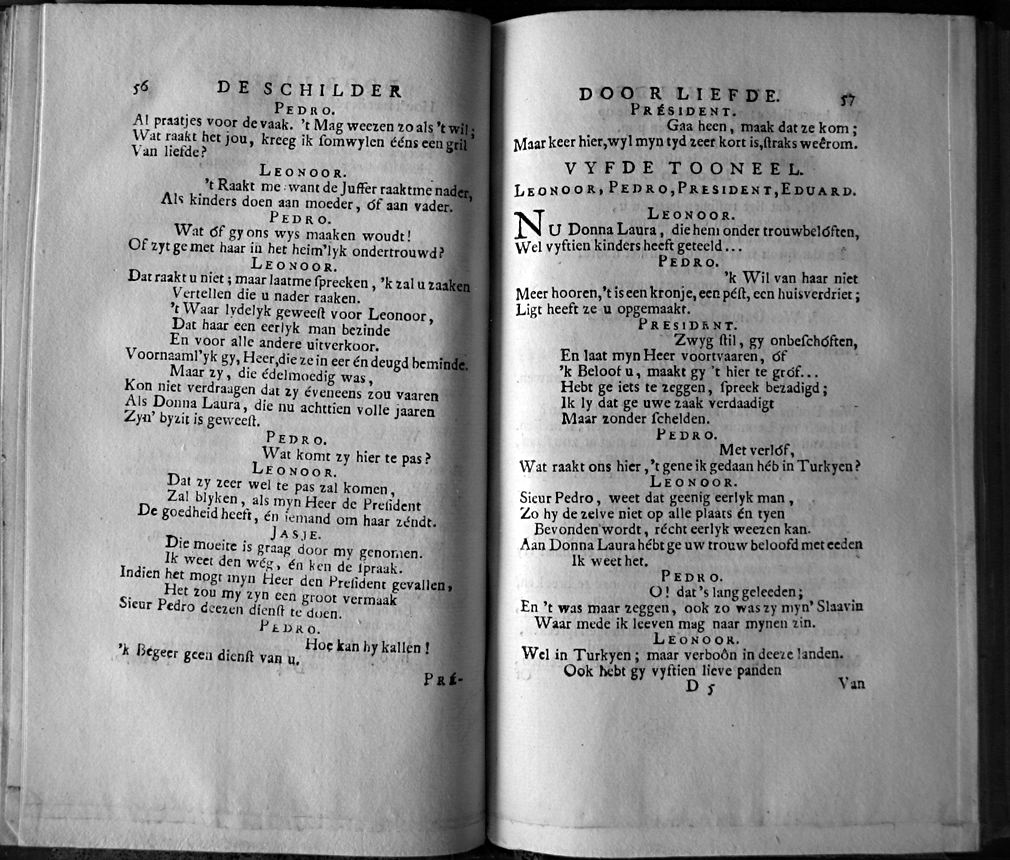 56 DE SCHILDER
PEDRO.
Al praatjes voor de vaak. 't Mag weezen zo als 't wil;
Wat raakt het jou, kreeg ik ſomwylen ééns een gril
Van liefde?
LEONOOR.
't Raakt me: want de Juffer raakt me nader,
Als kinders doen aan moeder, óf aan vader.
PEDRO.
Wat óf gy ons wys maaken woudt!
Of zyt ge met haar in het heim'lyk ondertrouwd?
LEONOOR.
Dat raakt u niet; maar laat me ſpreeken, 'k zal u zaaken
Vertellen die u nader raaken.
't Waar lydelyk geweeſt voor Leonoor,
Dat haar een eerlyk man bezinde
En voor alle andere uitverkoor.
Voornaaml'yk gy, Heer, die ze in eer én deugd beminde.
Maar zy, die édelmoedig was,
Kon niet verdraagen dat zy éveneens zou vaaren
Als Donna Laura, die nu achttien volle jaaren
Zyn' byzit is geweeſt.
PEDRO.
Wat komt zy hier te pas?
LEONOOR.
Dat zy zeer wel te pas zal komen,
Zal blyken, als myn Heer de Preſident
De goedheid heeft, én iemand om haar zéndt.
JASJE.
Die moeite is graag door my genomen.
Ik weet den wég, én ken de ſpraak.
Indien het mogt myn Heer den Preſident gevallen,
Het zou my zyn een groot vermaak
Sieur Pedro deezen dienſt te doen.
PEDRO.
Hoe kan hy kallen!
'k Begeer geen dienſt van u.
PRÉ-
DOOR LIEFDE. 57
PRÉSIDENT.
Gaa heen, maak dat ze kom;
Maar keer hier, wyl myn tyd zeer kort is, ſtraks weêrom.
VYFDE TOONEEL.
LEONOOR, PEDRO, PRESIDENT, EDUARD.
LEONOOR.
NU Donna Laura, die hem onder trouwbelóften,
Wel vyftien kinders heeft geteeld...
PEDRO.
'k Wil van haar niet
Meer hooren, 't is een kronje, een péſt, een huisverdriet;
Ligt heeft ze u opgemaakt.
PRESIDENT.
Zwyg ſtil, gy onbeſchóften,
En laat myn Heer voortvaaren, óf
'k Beloof u, maakt gy 't hier te gróf...
Hebt ge iets te zeggen, ſpreek bezadigd;
Ik ly dat ge uwe zaak verdaadigt
Maar zonder ſchelden.
PEDRO.
Met verlóf,
Wat raakt ons hier, 't gene ik gedaan héb in Turkyen?
LEONOOR.
Sieur Pedro, weet dat geenig eerlyk man,
Zo hy de zelve niet op alle plaats én tyen
Bevonden wordt, récht eerlyk weezen kan.
Aan Donna Laura hébt ge uw trouw beloofd met eeden
Ik weet het.
PEDRO.
O! dat's lang geleeden;
En 't was maar zeggen, ook zo was zy myn' Slaavin
Waar mede ik leeven mag naar mynen zin.
LEONOOR.
Wel in Turkyen; maar verboôn in deeze landen.
Ook hebt gy vyftien lieve panden
D 5 Van